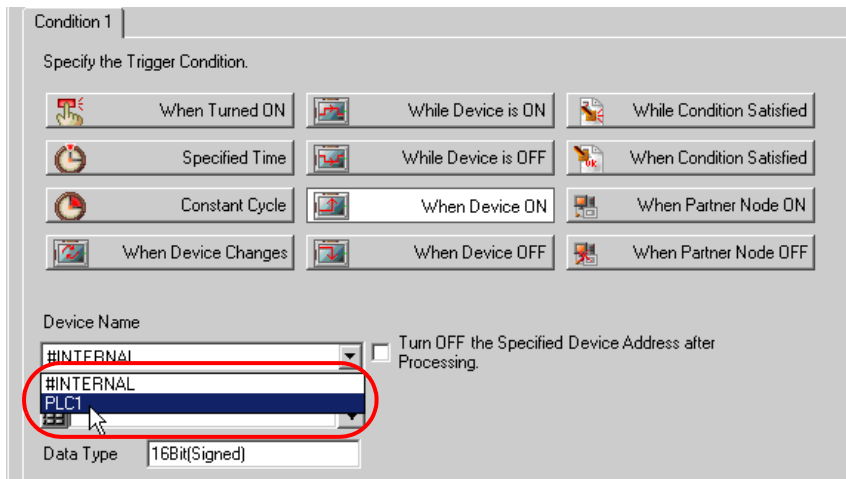 Condition 1
Specify the Trigger Condition.
When Turned ON While Device is ON While Condition Satisfied
Specified Time While Device is OFF When Condition Satisfied
Constant Cycle When Device ON When Partner Node ON
When Device Changes When Device OFF When Partner Node OFF
Device Name
#INTERNAL Turn OFF the Specified Device Address after
Processing.
#INTERNAL
PLC1
Data Type 16Bit(Signed)